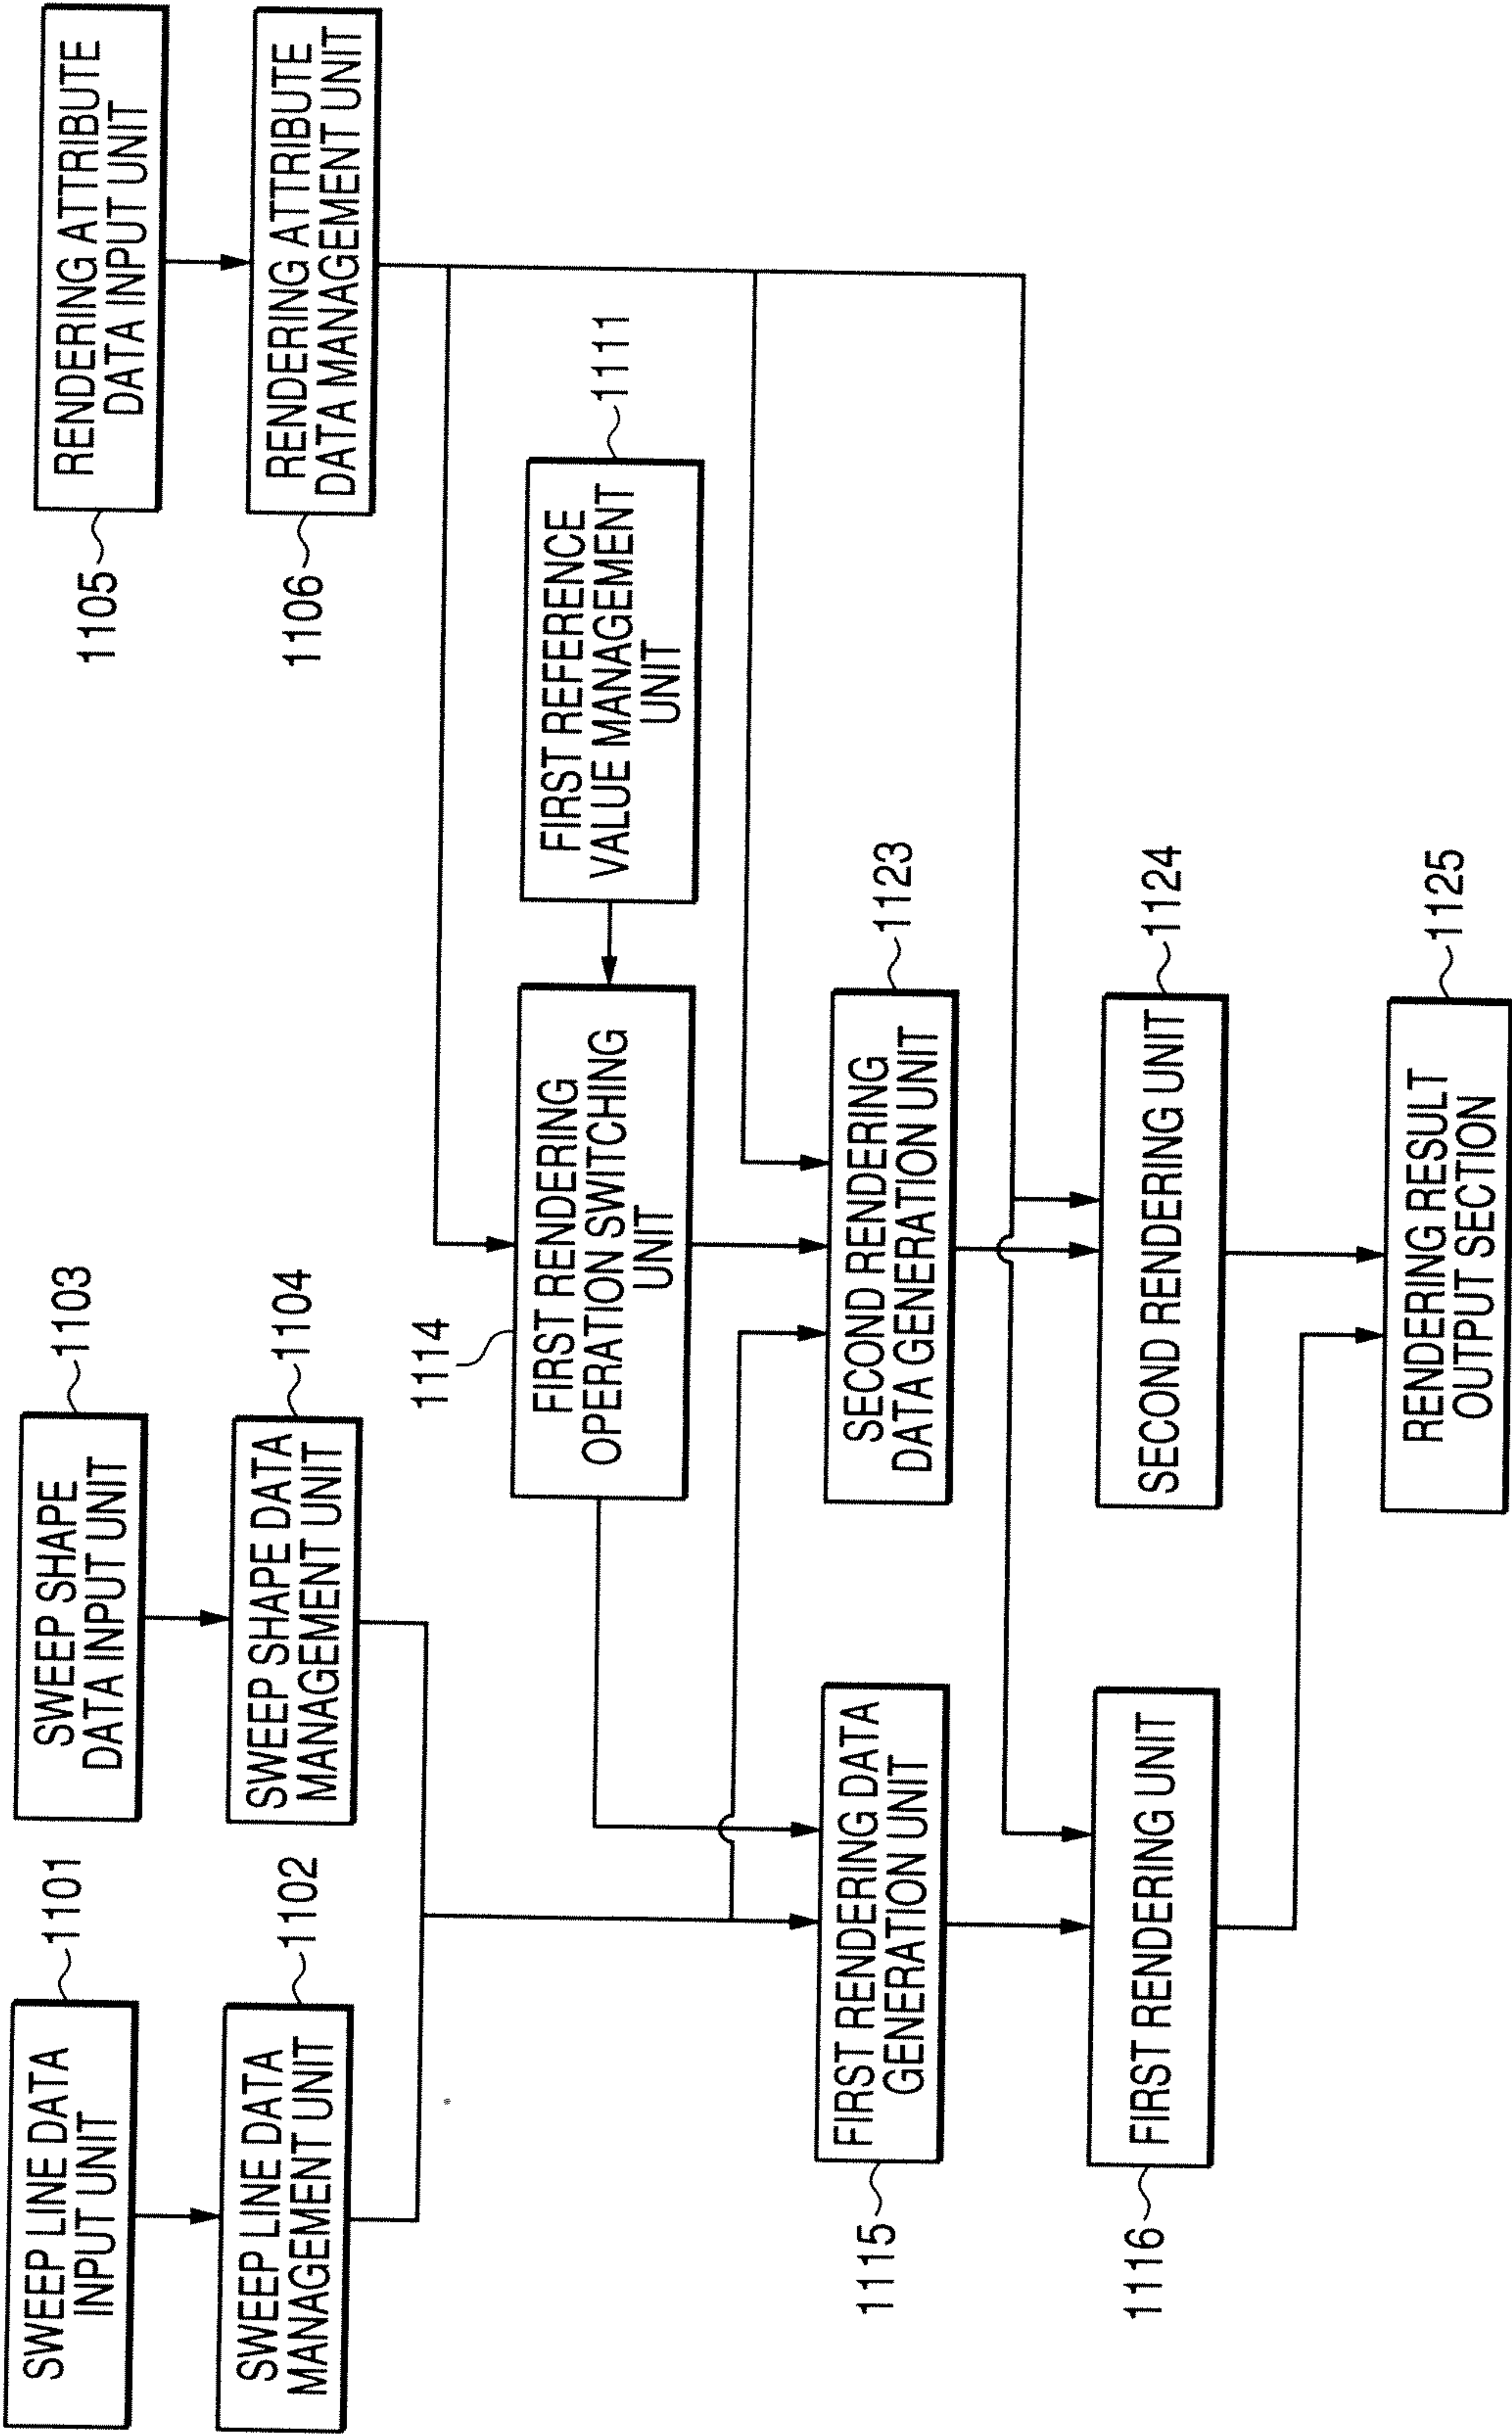 1101
SWEEP LINE DATA
INPUT UNIT
1103
SWEEP SHAPE
DATA INPUT UNIT
1105
RENDERING ATTRIBUTE
DATA INPUT UNIT
1102
SWEEP LINE DATA
MANAGEMENT UNIT
1104
SWEEP SHAPE DATA
MANAGEMENT UNIT
1106
RENDERING ATTRIBUTE
DATA MANAGEMENT UNIT
1114
FIRST RENDERING
OPERATION SWITCHING
UNIT
1111
FIRST REFERENCE
VALUE MANAGEMENT
UNIT
1115
FIRST RENDERING DATA
GENERATION UNIT
1123
SECOND RENDERING
DATA GENERATION UNIT
1116
FIRST RENDERING UNIT
1124
SECOND RENDERING UNIT
1125
RENDERING RESULT
OUTPUT SECTION